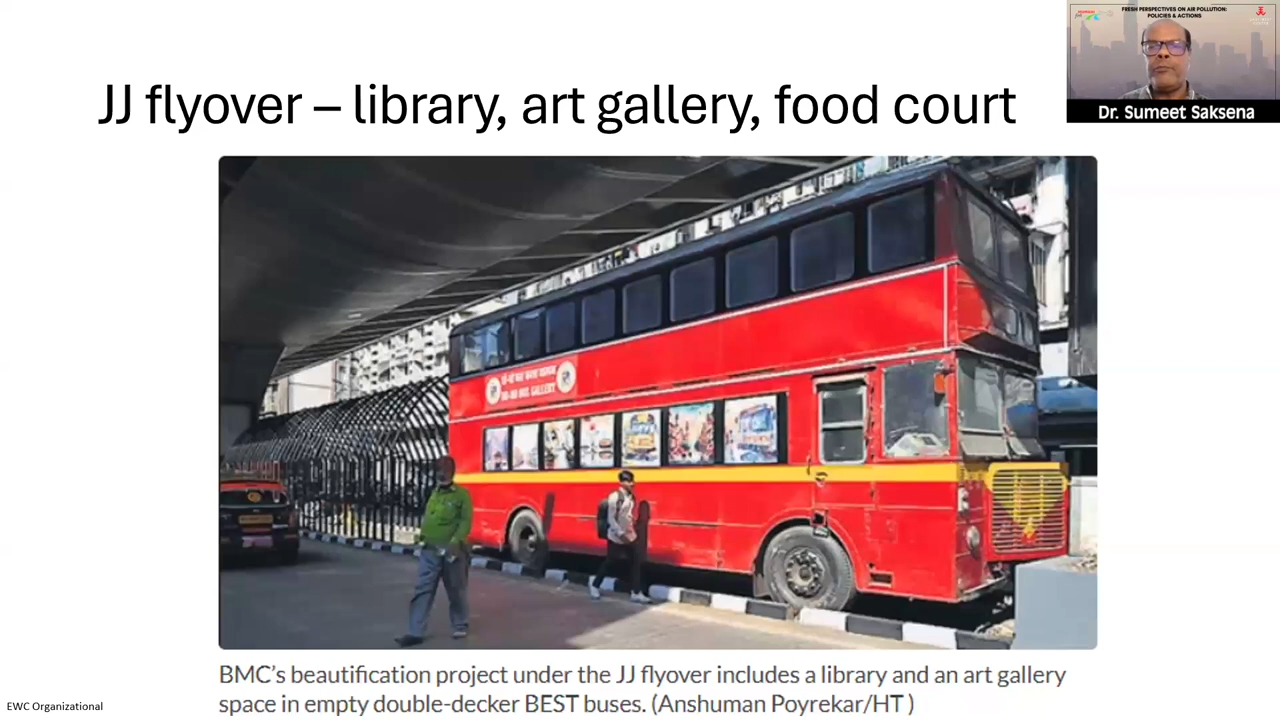 FRESH PERSPECTIVES ON AIR POLLUTION:
POLICIES & ACTIONS
Dr. Sumeet Saksena
JJ flyover – library, art gallery, food court
GALLERY
BMC’s beautification project under the JJ flyover includes a library and an art gallery
space in empty double-decker BEST buses. (Anshuman Poyrekar/HT )
EWC Organizational